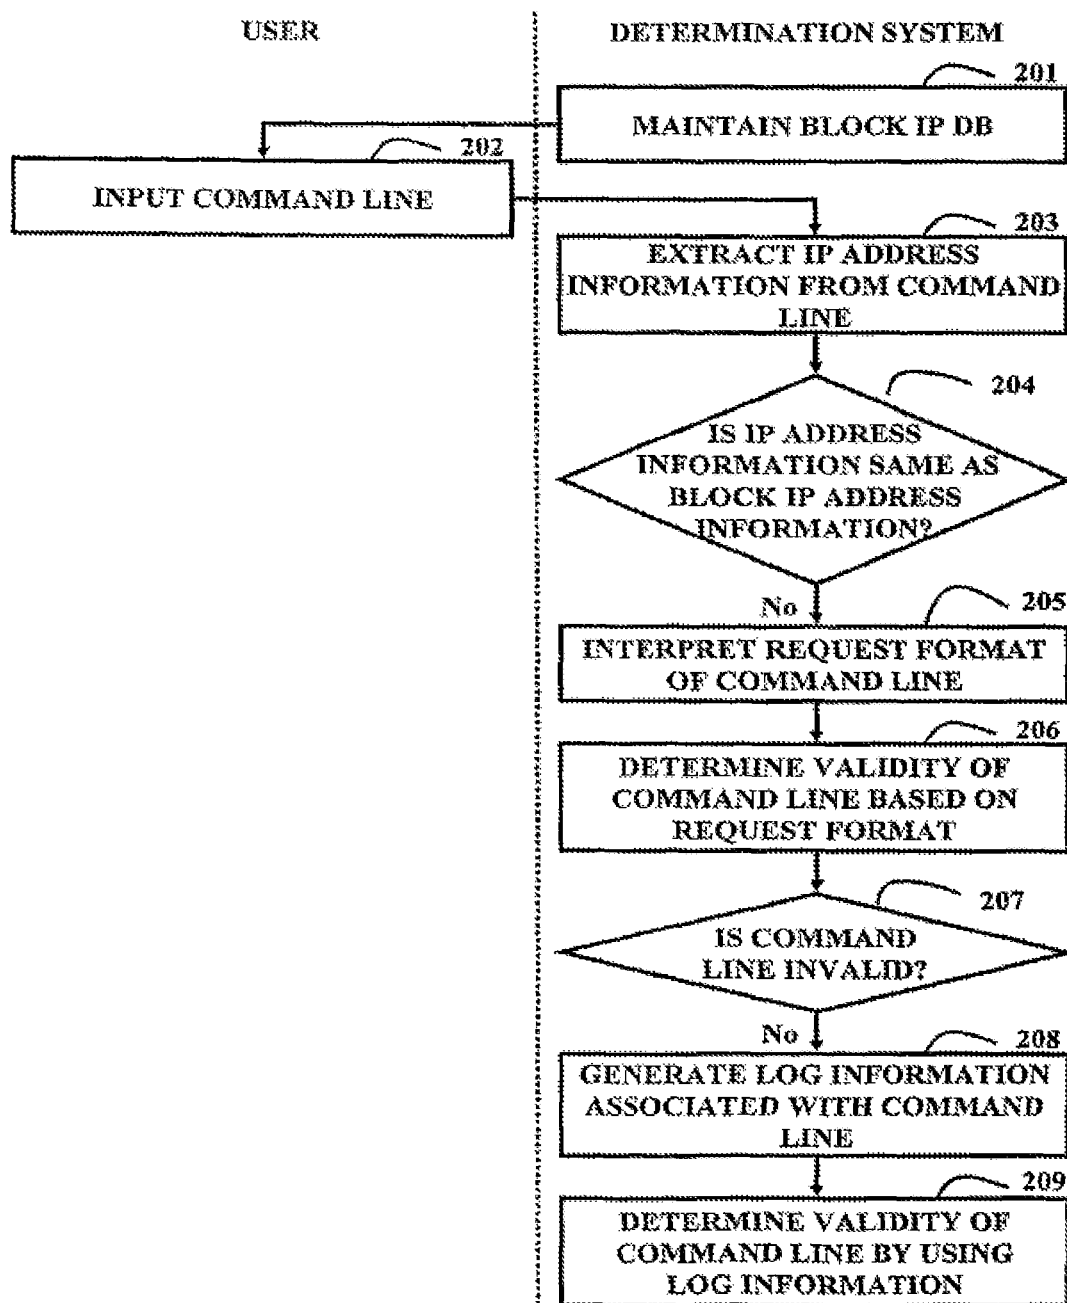 USER
DETERMINATION SYSTEM
201
MAINTAIN BLOCK IP DB
202
INPUT COMMAND LINE
203
EXTRACT IP ADDRESS
INFORMATION FROM COMMAND
LINE
204
IS IP ADDRESS
INFORMATION SAME AS
BLOCK IP ADDRESS
INFORMATION?
No
205
INTERPRET REQUEST FORMAT
OF COMMAND LINE
206
DETERMINE VALIDITY OF
COMMAND LINE BASED ON
REQUEST FORMAT
207
IS COMMAND
LINE INVALID?
No
208
GENERATE LOG INFORMATION
ASSOCIATED WITH COMMAND
LINE
209
DETERMINE VALIDITY OF
COMMAND LINE BY USING
LOG INFORMATION